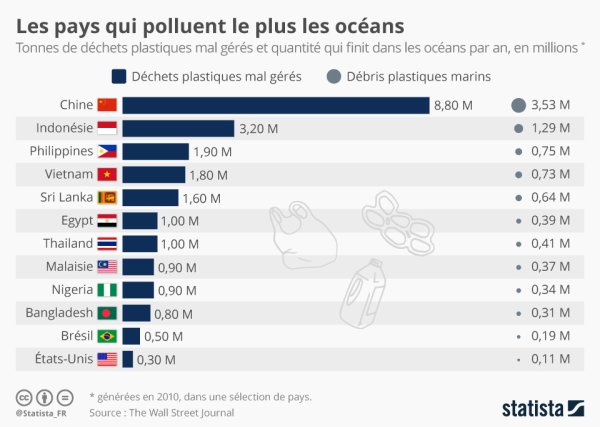 Les pays qui polluent le plus les océans
Tonnes de déchets plastiques mal gérés et quantité qui finit dans les océans par an, en millions *
Déchets plastiques mal gérés Débris plastiques marins
Chine 8,80 M 3,53 M
Indonésie 3,20 M 1,29 M
Philippines 1,90 M 0,75 M
Vietnam 1,80 M 0,73 M
Sri Lanka 1,60 M 0,64 M
Egypt 1,00 M 0,39 M
Thailand 1,00 M 0,41 M
Malaisie 0,90 M 0,37 M
Nigeria 0,90 M 0,34 M
Bangladesh 0,80 M 0,31 M
Brésil 0,50 M 0,19 M
États-Unis 0,30 M 0,11 M
* générées en 2010, dans une sélection de pays.
@Statista_FR Source : The Wall Street Journal
statista